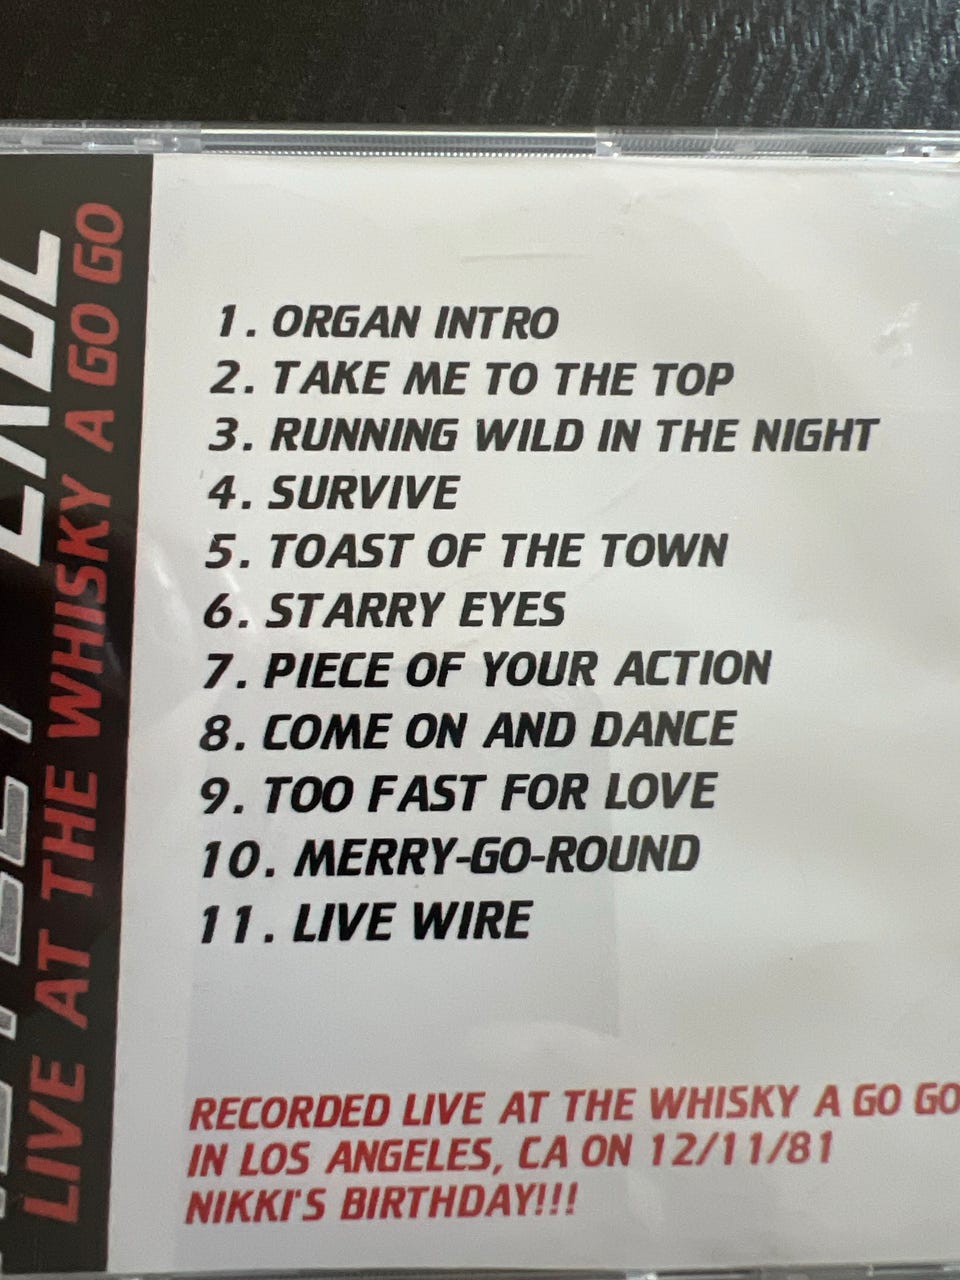 LIVE AT THE WHISKY A GO GO
1. ORGAN INTRO
2. TAKE ME TO THE TOP
3. RUNNING WILD IN THE NIGHT
4. SURVIVE
5. TOAST OF THE TOWN
6. STARRY EYES
7. PIECE OF YOUR ACTION
8. COME ON AND DANCE
9. TOO FAST FOR LOVE
10. MERRY-GO-ROUND
11. LIVE WIRE
RECORDED LIVE AT THE WHISKY A GO GO
IN LOS ANGELES, CA ON 12/11/81
NIKKI'S BIRTHDAY!!!